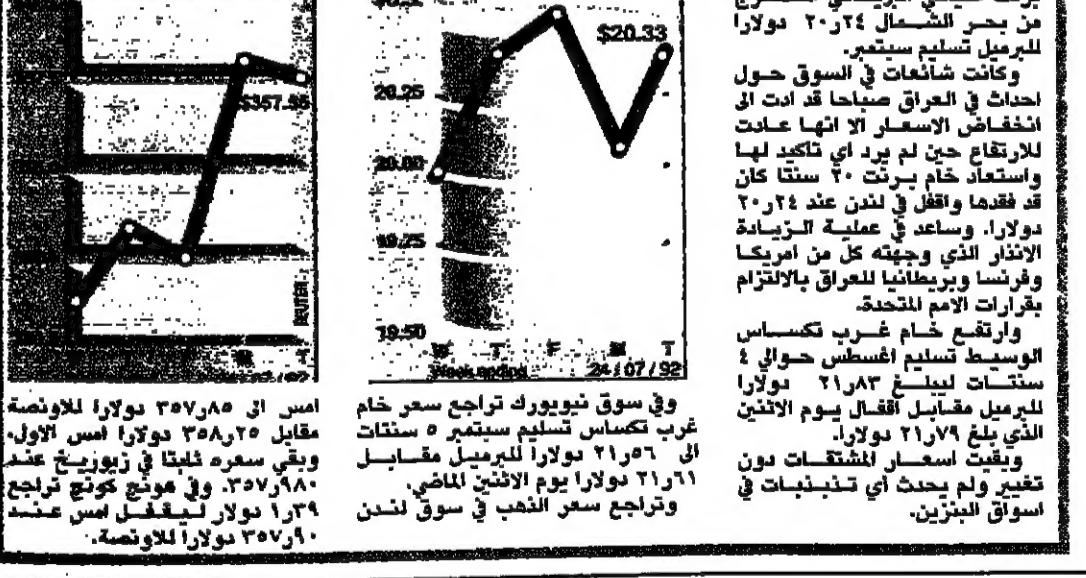 من بحر الشمال ٢٤ر٢٠ دولارا
للبرميل تسليم سبتمبر.
وكانت شائعات في السوق حول
احداث في العراق صباحا قد ادت الى
انخفاض الاسعار الا انها عادت
للارتفاع حين لم يرد اي تاكيد لها
واستعاد خام برنت ٢٠ سنتا كان
قد فقدها واقفل في لندن عند ٢٤ر٢٠
دولارا. وساعد في عملية الزيادة
الانذار الذي وجهته كل من امريكا
وفرنسا وبريطانيا للعراق بالالتزام
بقرارات الامم المتحدة.
وارتفع خام غرب تكساس
الوسيط تسليم اغسطس حوالي ٤
سنتات ليبلغ ٨٣ر٢١ دولارا
للبرميل مقابل اقفال يوم الاثنين
الذي بلغ ٧٩ر٢١ دولارا.
وبقيت اسعار المشتقات دون
تغيير ولم يحدث اي تذبذبات في
اسواق البنزين.
$20.33
20.25
20.00
19.75
19.50
W T F M T
Week ending 24/07/92
وفي سوق نيويورك تراجع سعر خام
غرب تكساس تسليم سبتمبر ٥ سنتات
الى ٥٦ر٢١ دولارا للبرميل مقابل
٦١ر٢١ دولارا يوم الاثنين الماضي.
وتراجع سعر الذهب في سوق لندن
$357.85
REUTER
M T
امس الى ٨٥ر٣٥٧ دولارا للاونصة
مقابل ٢٥ر٣٥٨ دولارا امس الاول.
وبقي سعره ثابتا في زيوريخ عند
٩٨٠ر٣٥٧. وفي هونج كونج تراجع
٣٩ر١ دولار ليقفل امس عند
٩٠ر٣٥٧ دولارا للاونصة.